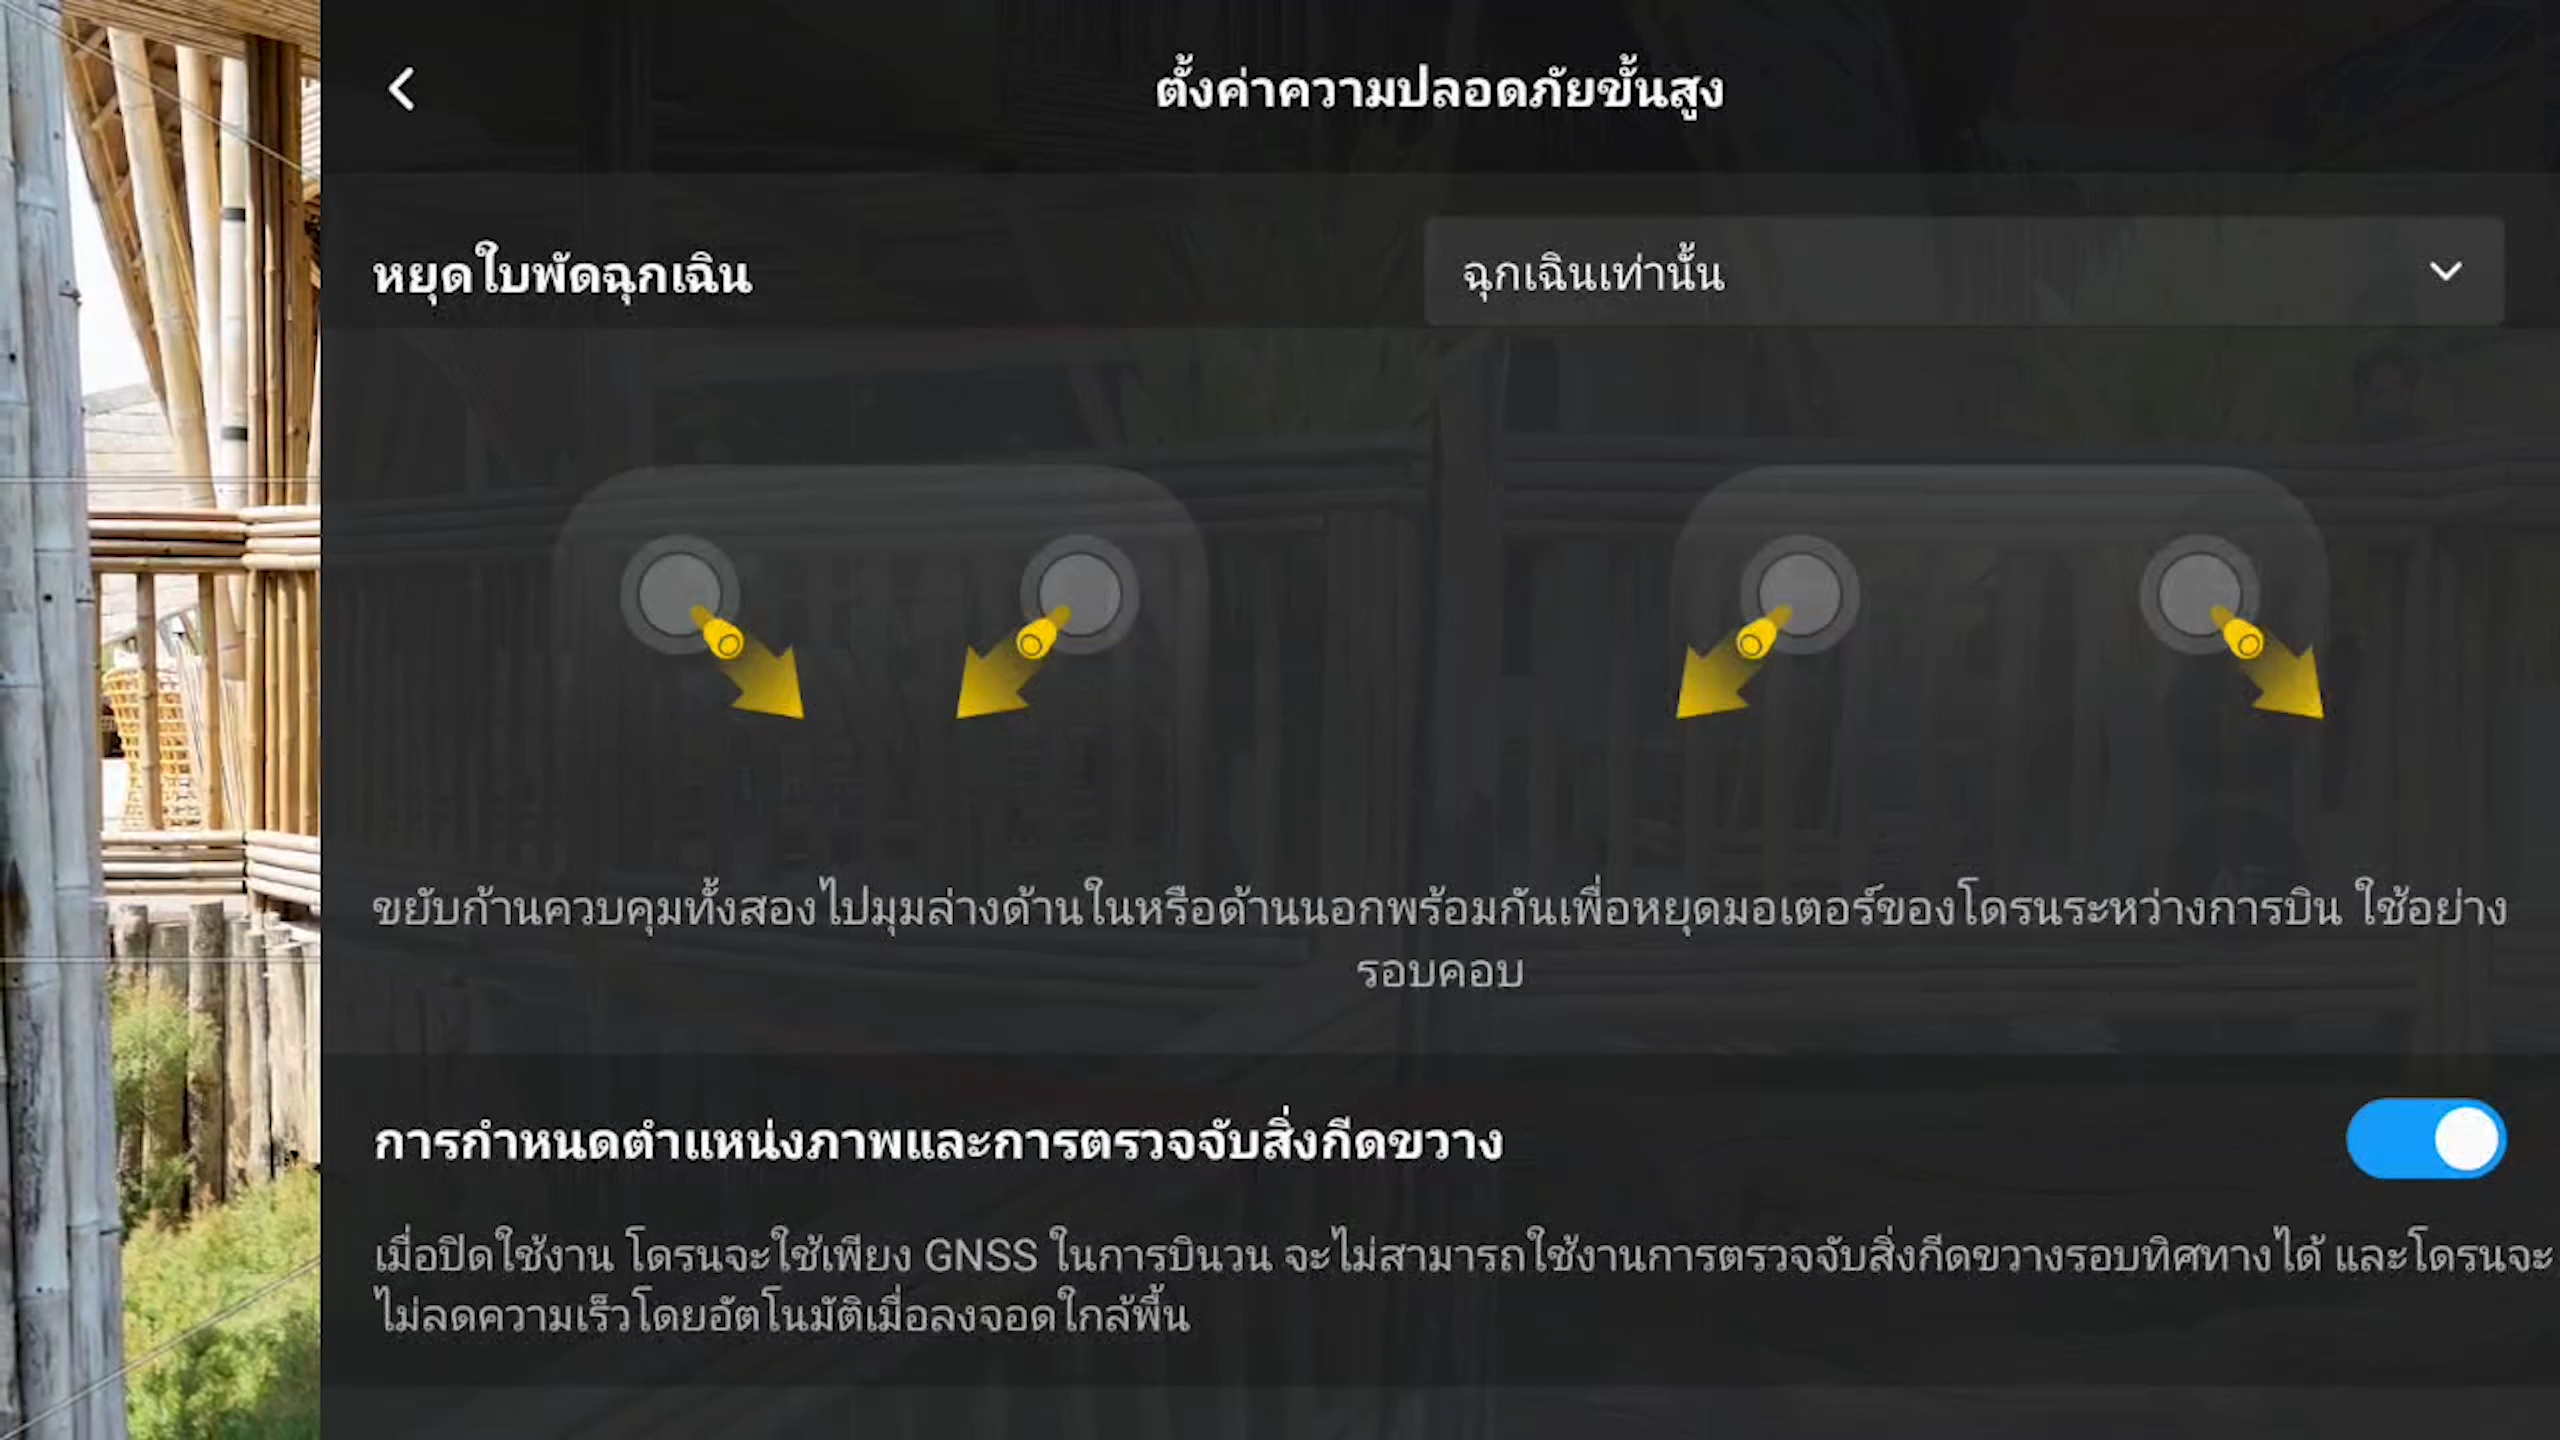 ตั้งค่าความปลอดภัยขั้นสูง
หยุดใบพัดฉุกเฉิน
ฉุกเฉินเท่านั้น
ขยับก้านควบคุมทั้งสองไปมุมล่างด้านในหรือด้านนอกพร้อมกันเพื่อหยุดมอเตอร์ของโดรนระหว่างการบิน ใช้อย่าง
รอบคอบ
การกำหนดตำแหน่งภาพและการตรวจจับสิ่งกีดขวาง
เมื่อปิดใช้งาน โดรนจะใช้เพียง GNSS ในการบินวน จะไม่สามารถใช้งานการตรวจจับสิ่งกีดขวางรอบทิศทางได้ และโดรนจะ
ไม่ลดความเร็วโดยอัตโนมัติเมื่อลงจอดใกล้พื้น